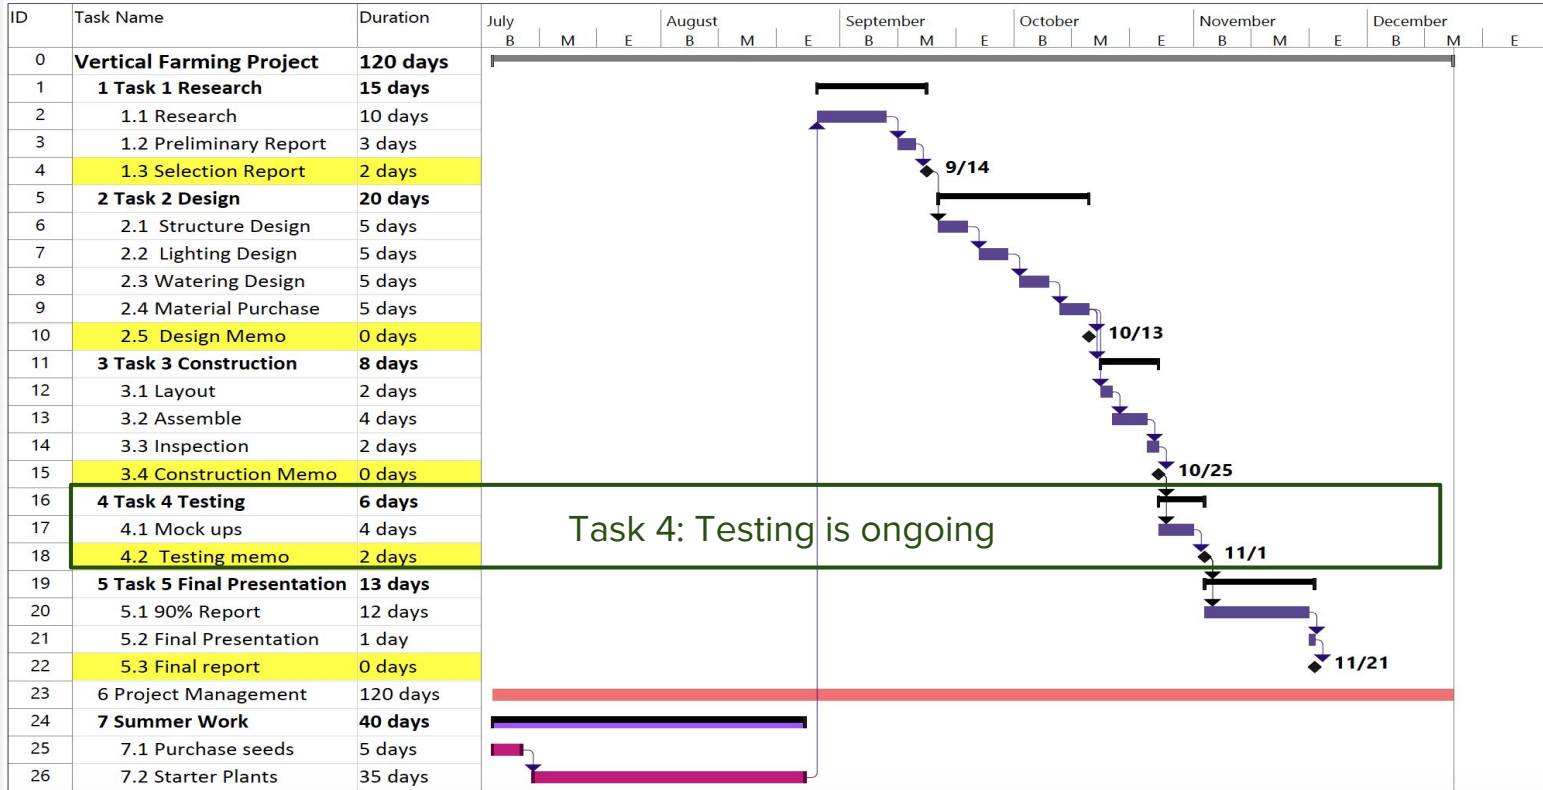 ID Task Name Duration July August September October November December
B M E B M E B M E B M E B M E B M E
0 Vertical Farming Project 120 days
1 1 Task 1 Research 15 days
2 1.1 Research 10 days
3 1.2 Preliminary Report 3 days
4 1.3 Selection Report 2 days 9/14
5 2 Task 2 Design 20 days
6 2.1 Structure Design 5 days
7 2.2 Lighting Design 5 days
8 2.3 Watering Design 5 days
9 2.4 Material Purchase 5 days
10 2.5 Design Memo 0 days 10/13
11 3 Task 3 Construction 8 days
12 3.1 Layout 2 days
13 3.2 Assemble 4 days
14 3.3 Inspection 2 days
15 3.4 Construction Memo 0 days 10/25
16 4 Task 4 Testing 6 days
17 4.1 Mock ups 4 days Task 4: Testing is ongoing
18 4.2 Testing memo 2 days 11/1
19 5 Task 5 Final Presentation 13 days
20 5.1 90% Report 12 days
21 5.2 Final Presentation 1 day
22 5.3 Final report 0 days 11/21
23 6 Project Management 120 days
24 7 Summer Work 40 days
25 7.1 Purchase seeds 5 days
26 7.2 Starter Plants 35 days